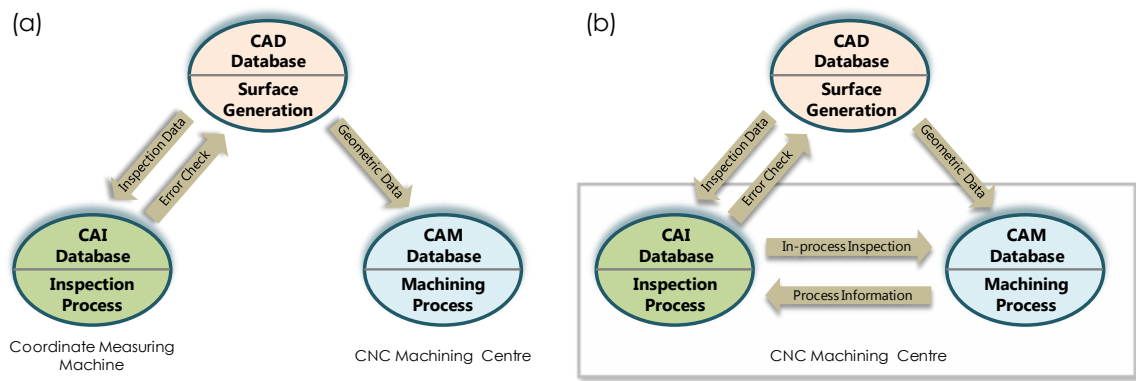 (a)
CAD
Database
Surface
Generation
Inspection Data
Error Check
Geometric Data
CAI
Database
Inspection
Process
CAM
Database
Machining
Process
Coordinate Measuring
Machine
CNC Machining Centre
(b)
CAD
Database
Surface
Generation
Inspection Data
Error Check
Geometric Data
CAI
Database
Inspection
Process
In-process Inspection
Process Information
CAM
Database
Machining
Process
CNC Machining Centre